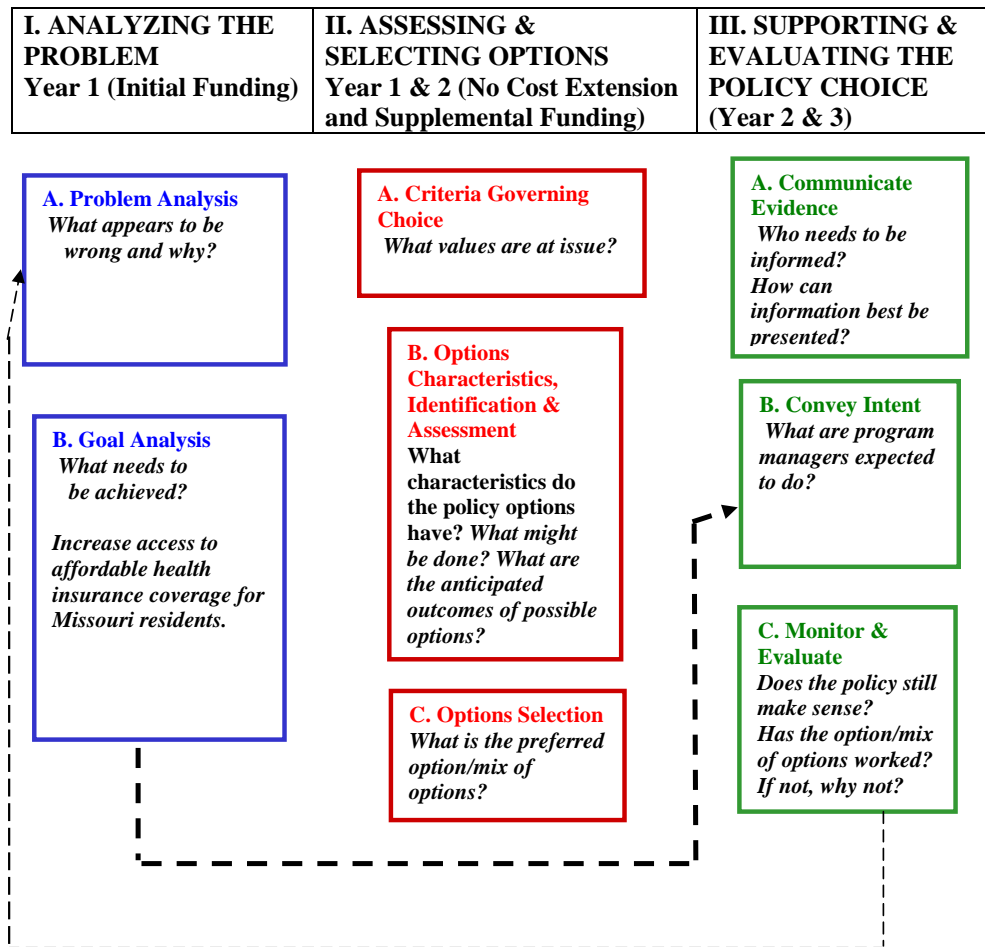 I. ANALYZING THE
PROBLEM
Year 1 (Initial Funding)
II. ASSESSING &
SELECTING OPTIONS
Year 1 & 2 (No Cost Extension
and Supplemental Funding)
III. SUPPORTING &
EVALUATING THE
POLICY CHOICE
(Year 2 & 3)
A. Problem Analysis
What appears to be
wrong and why?
B. Goal Analysis
What needs to
be achieved?
Increase access to
affordable health
insurance coverage for
Missouri residents.
A. Criteria Governing
Choice
What values are at issue?
B. Options
Characteristics,
Identification &
Assessment
What
characteristics do
the policy options
have? What might
be done? What are
the anticipated
outcomes of possible
options?
C. Options Selection
What is the preferred
option/mix of
options?
A. Communicate
Evidence
Who needs to be
informed?
How can
information best be
presented?
B. Convey Intent
What are program
managers expected
to do?
C. Monitor &
Evaluate
Does the policy still
make sense?
Has the option/mix
of options worked?
If not, why not?